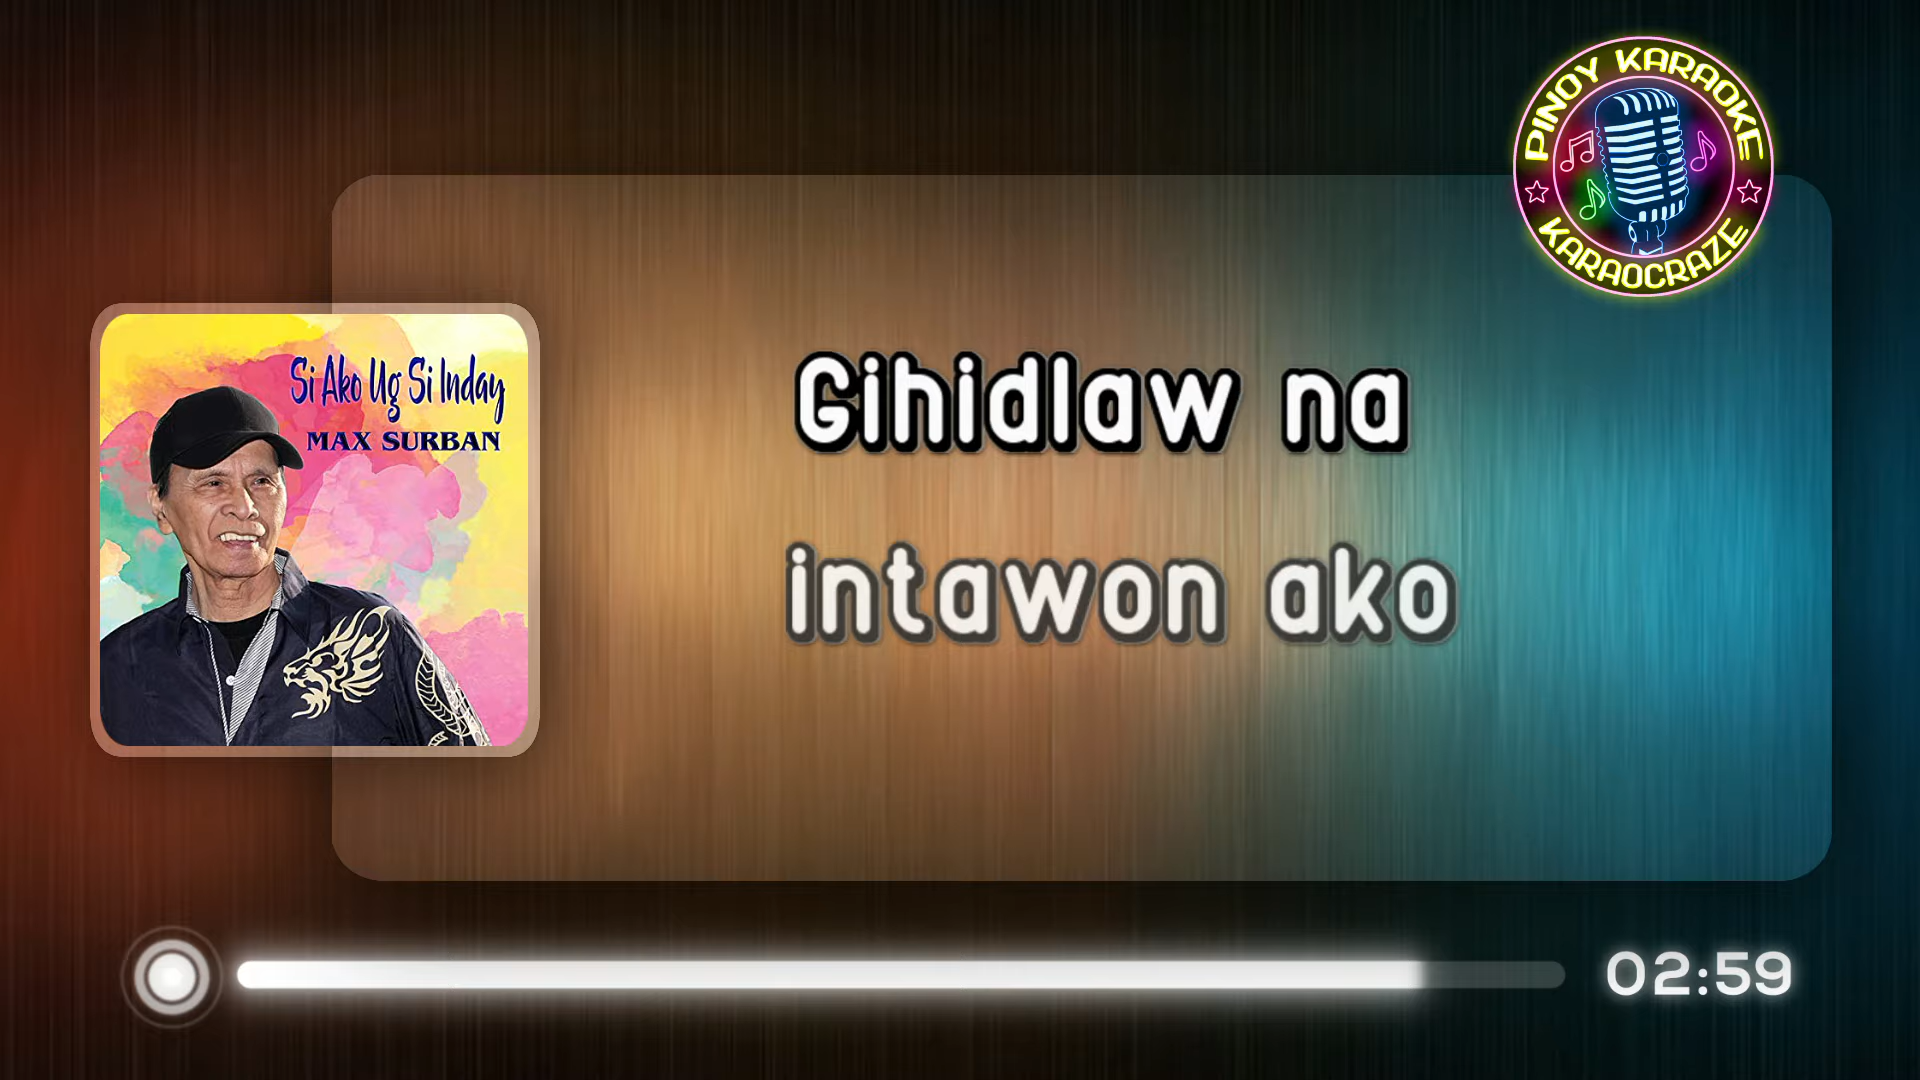 PINOY KARAOKE
KARAOCRAZE
Si Ako Ug Si Inday
MAX SURBAN
Gihidlaw na
intawon ako
02:59